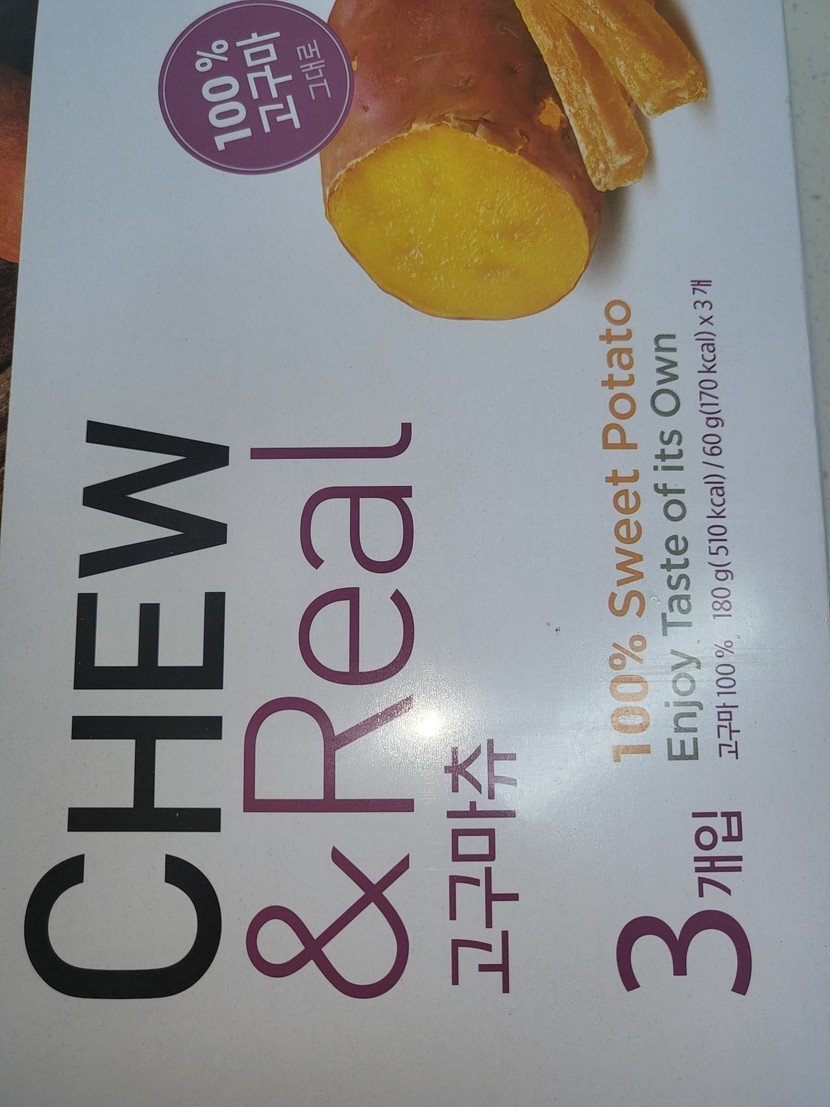 100%
고구마
그대로
CHEW
&Real
고구마츄
100% Sweet Potato
Enjoy Taste of its Own
고구마 100%, 180 g( 510 kcal) / 60 g(170 kcal) x 3 개
3개입